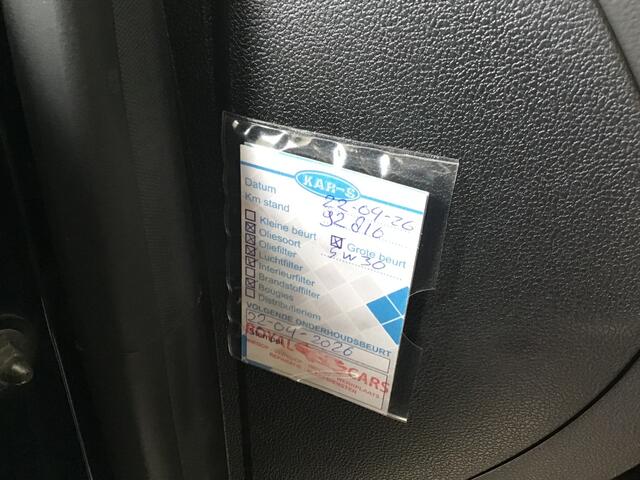 KAR-S
Datum 22-04-26
Km stand 92816
Kleine beurt Grote beurt
Oliesoort 5W30
Oliefilter
Luchtfilter
Interieurfilter
Brandstoffilter
Bougies
Distributieriem
VOLGENDE ONDERHOUDSBEURT
22-04-2026
ROYAL CARS